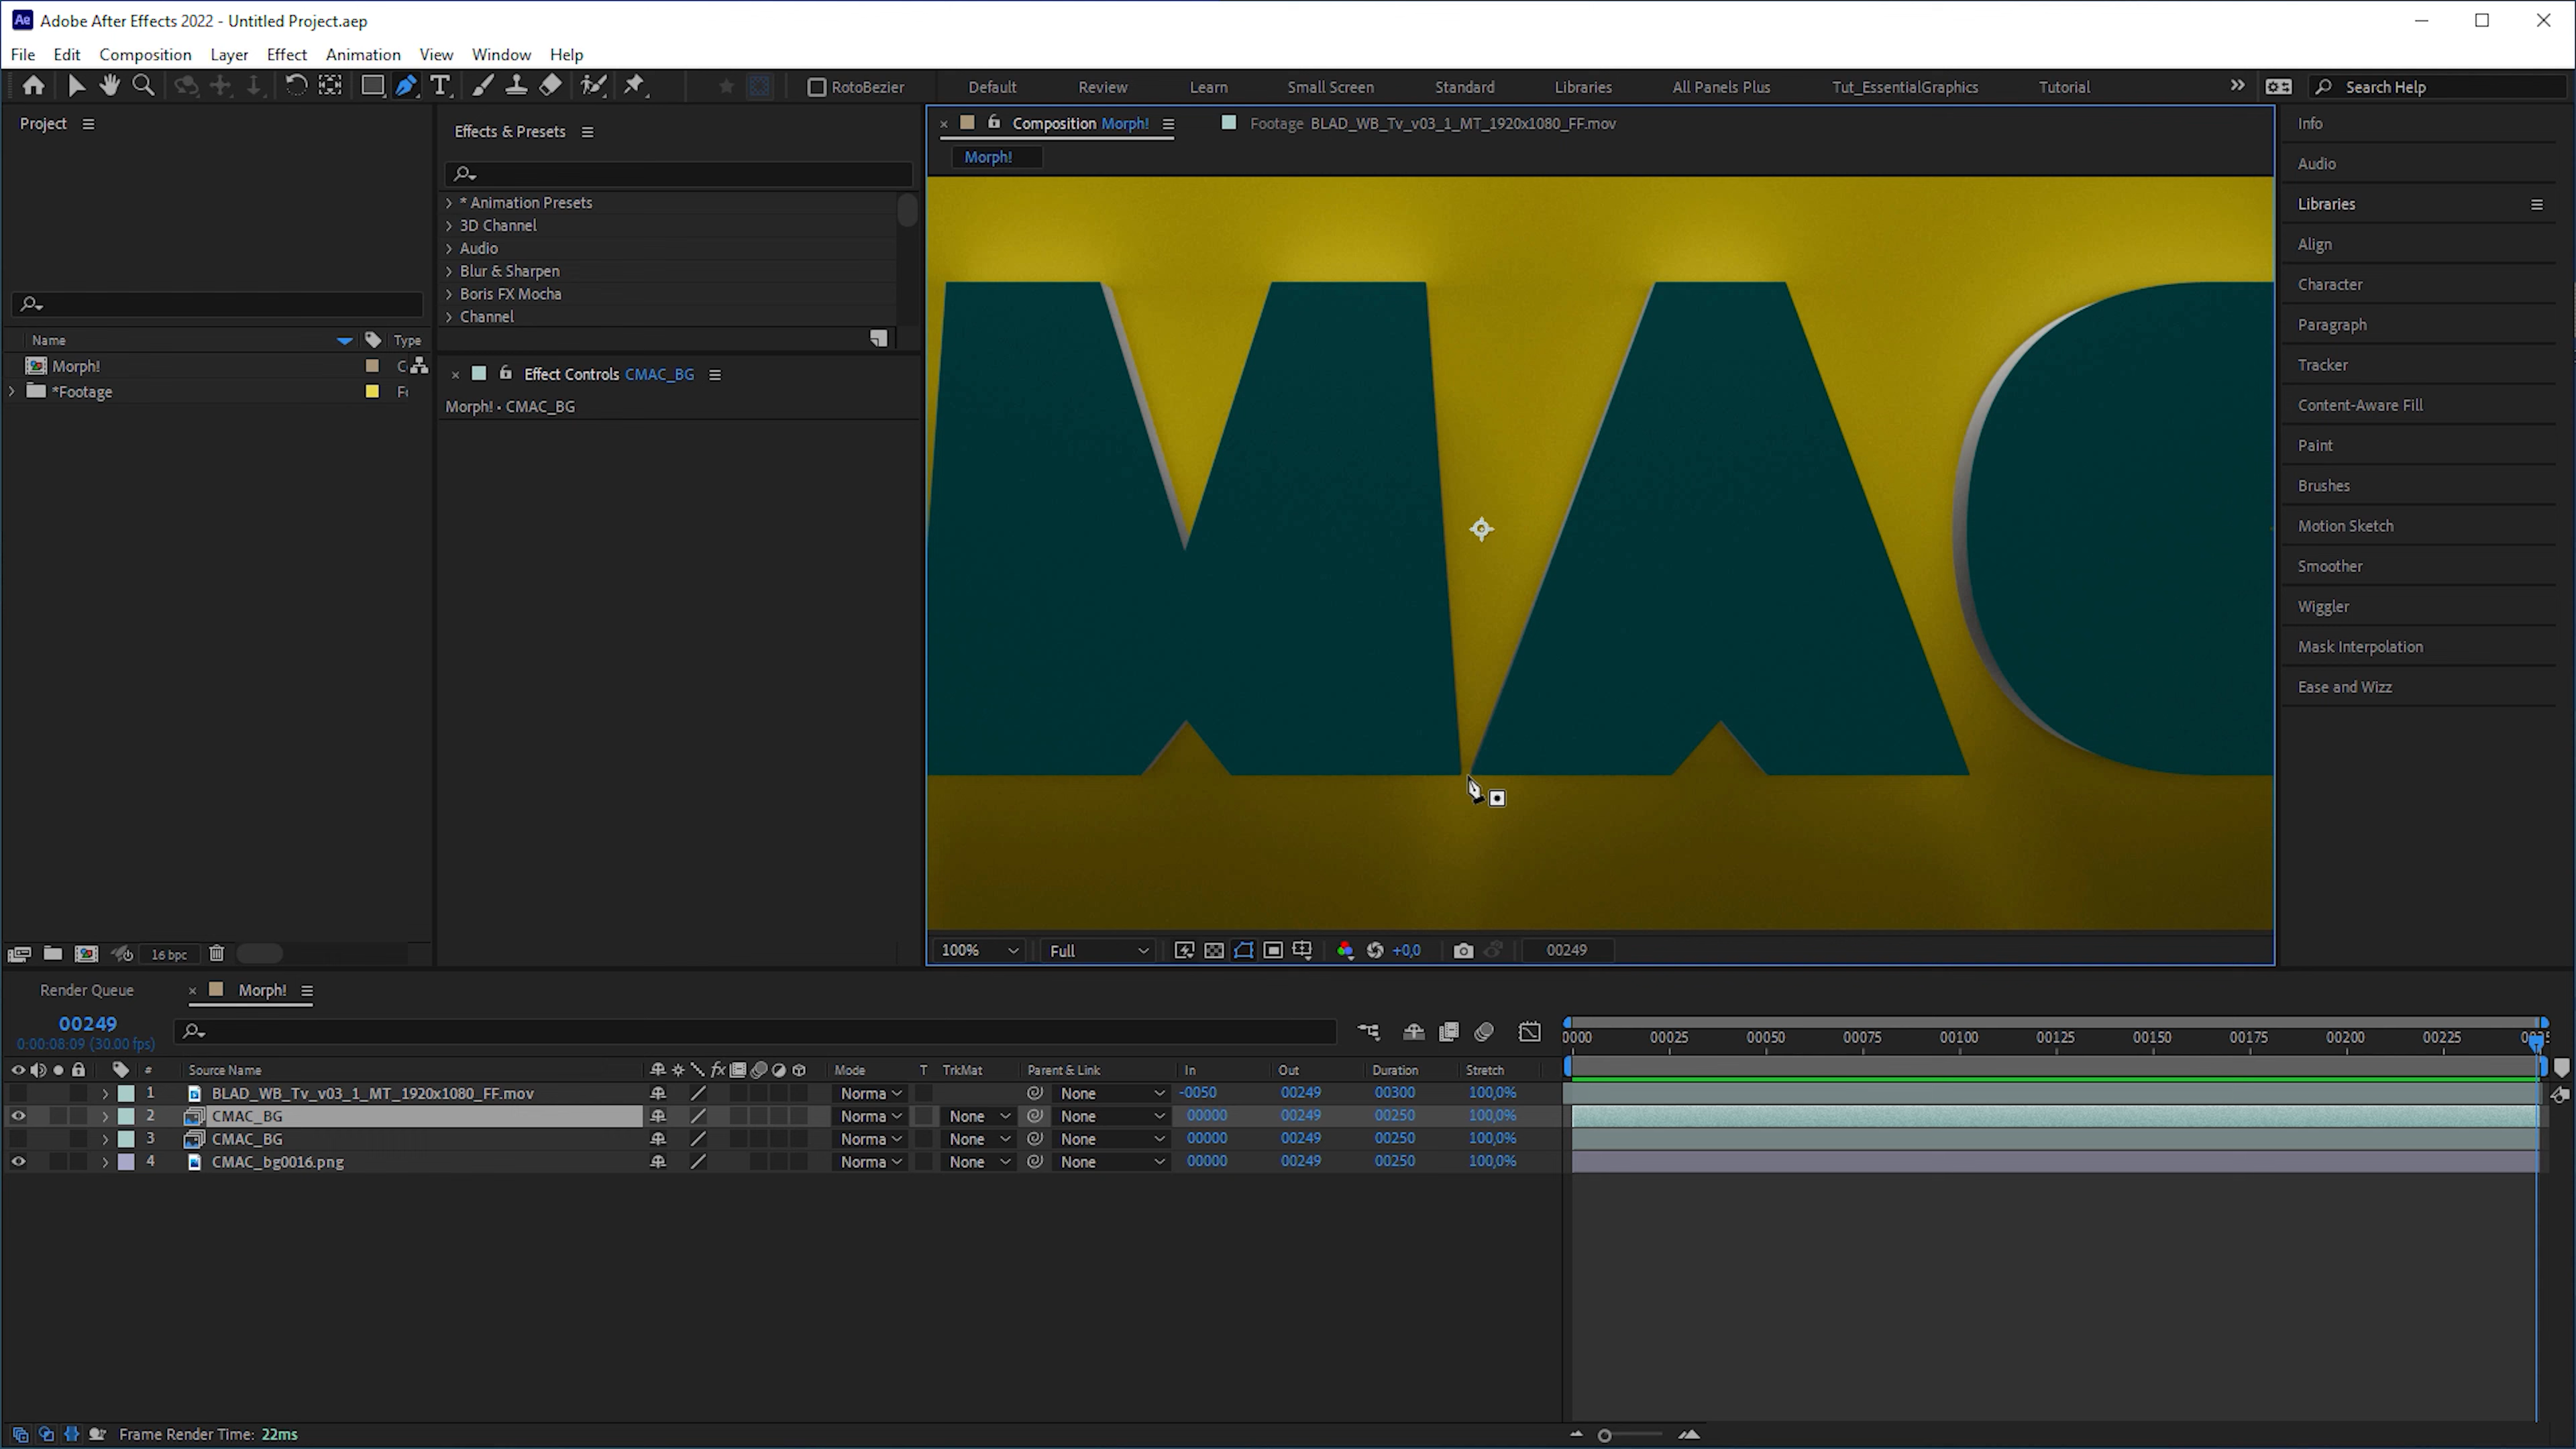 Ae Adobe After Effects 2022 - Untitled Project.aep
File Edit Composition Layer Effect Animation View Window Help
T RotoBezier Default Review Learn Small Screen Standard Libraries All Panels Plus Tut_EssentialGraphics Tutorial Search Help
Project
Effects & Presets
* Animation Presets
3D Channel
Audio
Blur & Sharpen
Boris FX Mocha
Channel
Name Type
Morph! C
*Footage Fo
Effect Controls CMAC_BG
Morph! • CMAC_BG
16 bpc
Composition Morph! Footage BLAD_WB_Tv_v03_1_MT_1920x1080_FF.mov
Morph!
MAC
100% Full +0,0 00249
Info
Audio
Libraries
Align
Character
Paragraph
Tracker
Content-Aware Fill
Paint
Brushes
Motion Sketch
Smoother
Wiggler
Mask Interpolation
Ease and Wizz
Render Queue Morph!
00249
0:00:08:09 (30.00 fps)
0000 00025 00050 00075 00100 00125 00150 00175 00200 00225
# Source Name fx Mode T TrkMat Parent & Link In Out Duration Stretch
1 BLAD_WB_Tv_v03_1_MT_1920x1080_FF.mov Norma None -0050 00249 00300 100,0%
2 CMAC_BG Norma None None 00000 00249 00250 100,0%
3 CMAC_BG Norma None None 00000 00249 00250 100,0%
4 CMAC_bg0016.png Norma None None 00000 00249 00250 100,0%
Frame Render Time: 22ms